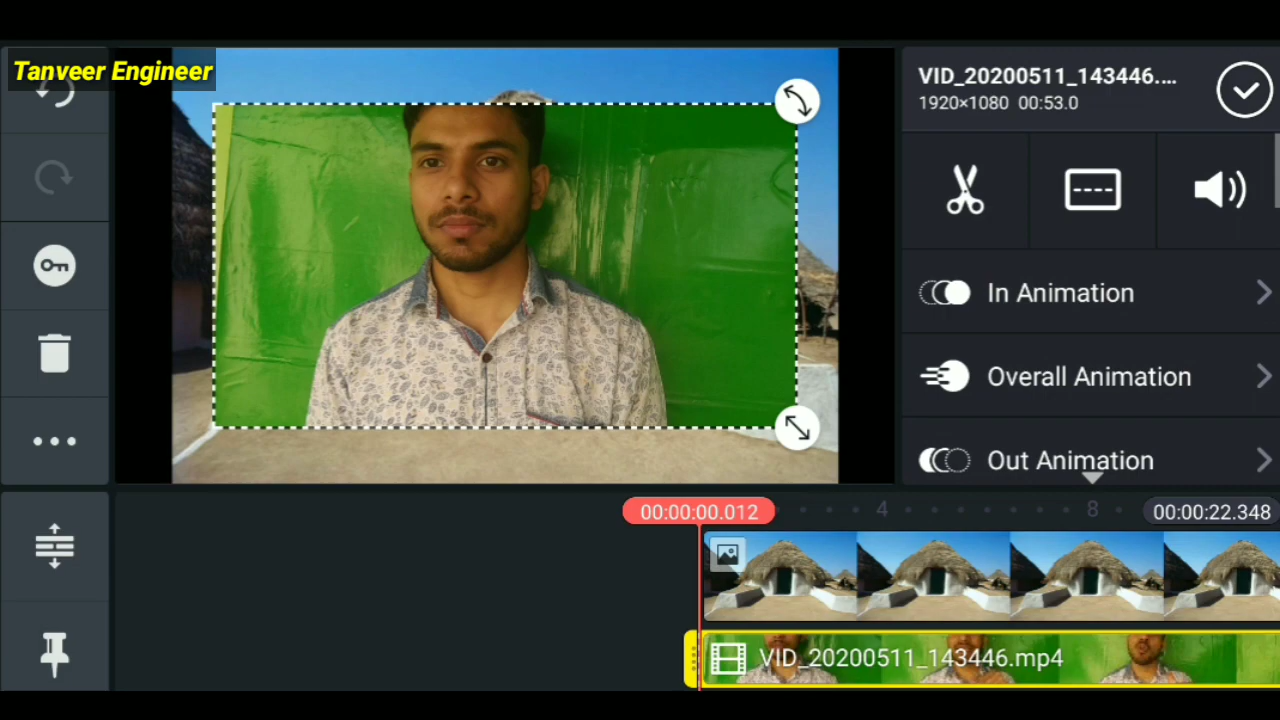 Tanveer Engineer
VID_20200511_143446....
1920×1080 00:53.0
In Animation
Overall Animation
Out Animation
00:00:00.012
4
8
00:00:22.348
VID_20200511_143446.mp4